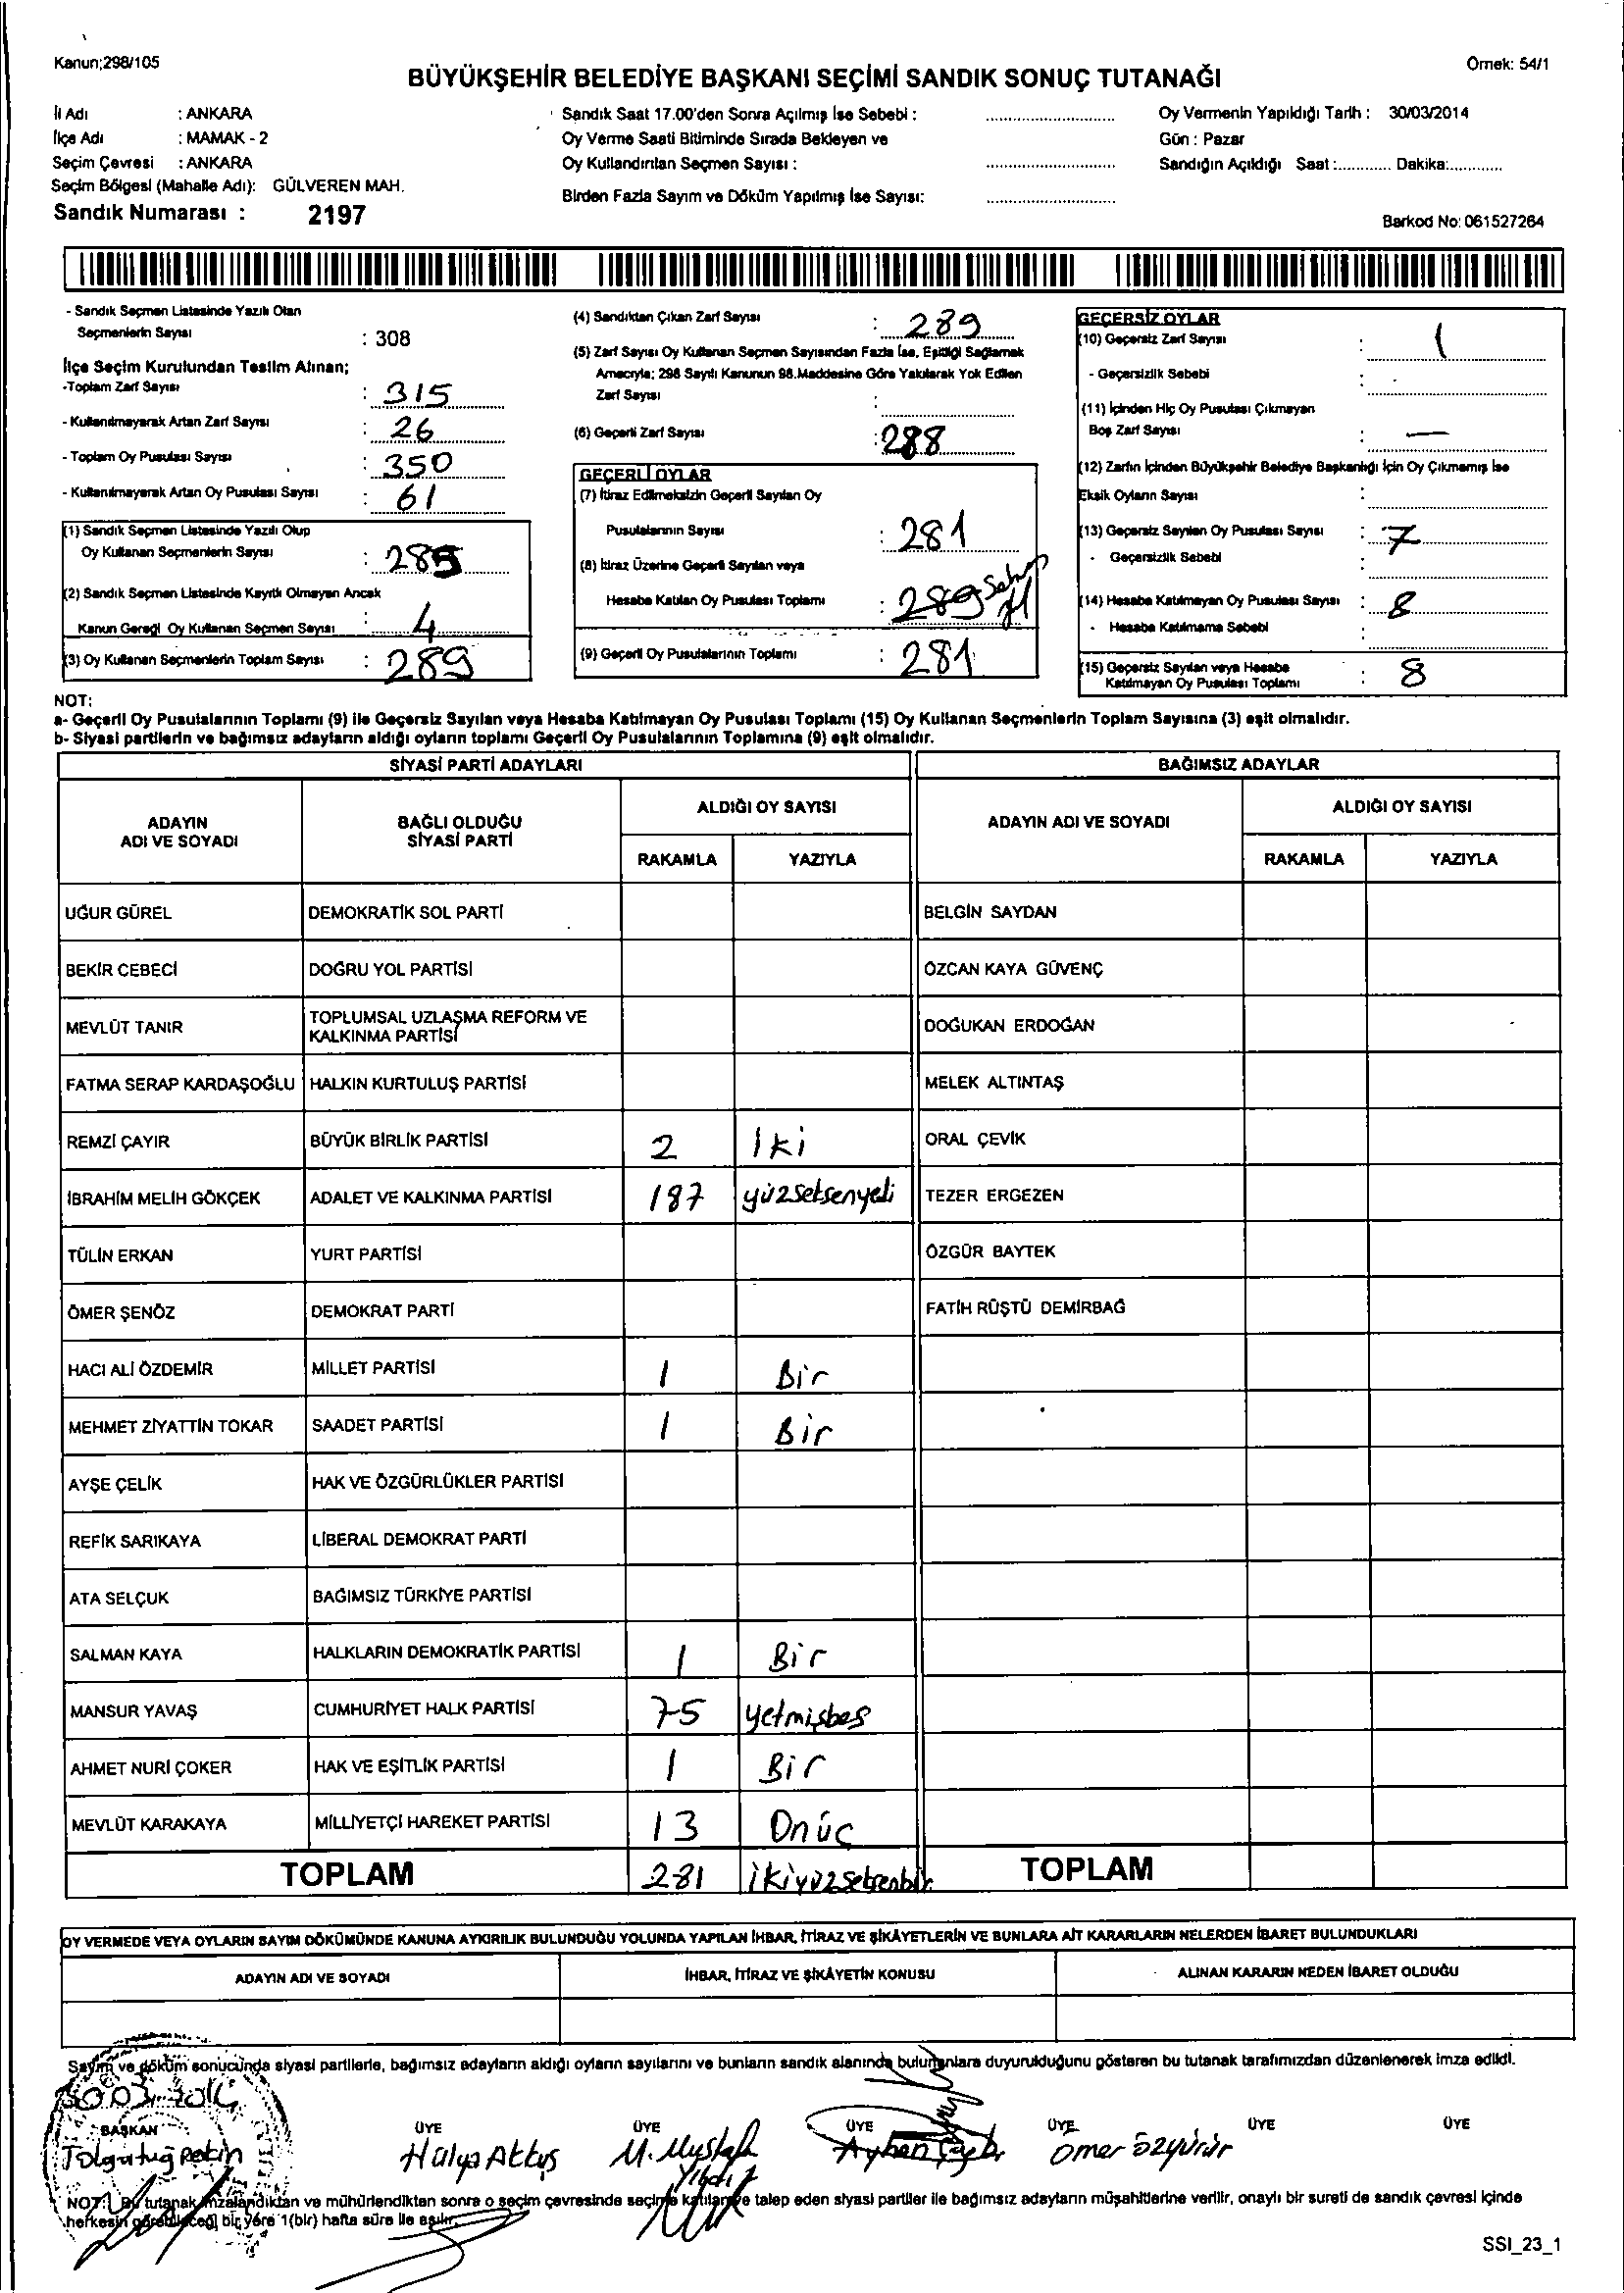 Kanun;298/105
Örnek: 54/1
BÜYÜKŞEHİR BELEDİYE BAŞKANI SEÇİMİ SANDIK SONUÇ TUTANAĞI
İl Adı : ANKARA
İlçe Adı : MAMAK - 2
Seçim Çevresi : ANKARA
Seçim Bölgesi (Mahalle Adı): GÜLVEREN MAH.
Sandık Numarası : 2197
Sandık Saat 17.00'den Sonra Açılmış İse Sebebi :
Oy Verme Saati Bitiminde Sırada Bekleyen ve
Oy Kullandırılan Seçmen Sayısı :
Birden Fazla Sayım ve Döküm Yapılmış İse Sayısı:
Oy Vermenin Yapıldığı Tarih : 30/03/2014
Gün : Pazar
Sandığın Açıldığı Saat :............ Dakika:............
Barkod No: 061527264
- Sandık Seçmen Listesinde Yazılı Olan
Seçmenlerin Sayısı : 308
İlçe Seçim Kurulundan Teslim Alınan;
-Toplam Zarf Sayısı : 315
- Kullanılmayarak Artan Zarf Sayısı : 26
- Toplam Oy Pusulası Sayısı : 350
- Kullanılmayarak Artan Oy Pusulası Sayısı : 61
(1) Sandık Seçmen Listesinde Yazılı Olup
Oy Kullanan Seçmenlerin Sayısı : 285
(2) Sandık Seçmen Listesinde Kayıtlı Olmayan Ancak
Kanun Gereği Oy Kullanan Seçmen Sayısı : 4
(3) Oy Kullanan Seçmenlerin Toplam Sayısı : 289
(4) Sandıktan Çıkan Zarf Sayısı : 289
(5) Zarf Sayısı Oy Kullanan Seçmen Sayısından Fazla İse, Eşitliği Sağlamak
Amacıyla; 298 Sayılı Kanunun 98.Maddesine Göre Yakılarak Yok Edilen
Zarf Sayısı :
(6) Geçerli Zarf Sayısı : 288
GEÇERLİ OYLAR
(7) İtiraz Edilmeksizin Geçerli Sayılan Oy
Pusulalarının Sayısı : 281
(8) İtiraz Üzerine Geçerli Sayılan veya
Hesaba Katılan Oy Pusulası Toplamı : 289
(9) Geçerli Oy Pusulalarının Toplamı : 281
GEÇERSİZ OYLAR
(10) Geçersiz Zarf Sayısı : 1
- Geçersizlik Sebebi :
(11) İçinden Hiç Oy Pusulası Çıkmayan
Boş Zarf Sayısı : —
(12) Zarfın İçinden Büyükşehir Belediye Başkanlığı İçin Oy Çıkmamış İse
Eksik Oyların Sayısı :
(13) Geçersiz Sayılan Oy Pusulası Sayısı : 7
- Geçersizlik Sebebi :
(14) Hesaba Katılmayan Oy Pusulası Sayısı : 8
- Hesaba Katılmama Sebebi :
(15) Geçersiz Sayılan veya Hesaba
Katılmayan Oy Pusulası Toplamı : 8
NOT:
a- Geçerli Oy Pusulalarının Toplamı (9) ile Geçersiz Sayılan veya Hesaba Katılmayan Oy Pusulası Toplamı (15) Oy Kullanan Seçmenlerin Toplam Sayısına (3) eşit olmalıdır.
b- Siyasi partilerin ve bağımsız adayların aldığı oyların toplamı Geçerli Oy Pusulalarının Toplamına (9) eşit olmalıdır.
SİYASİ PARTİ ADAYLARI
ADAYIN ADI VE SOYADI
BAĞLI OLDUĞU SİYASİ PARTİ
ALDIĞI OY SAYISI
RAKAMLA YAZIYLA
UĞUR GÜREL DEMOKRATİK SOL PARTİ
BEKİR CEBECİ DOĞRU YOL PARTİSİ
MEVLÜT TANIR TOPLUMSAL UZLAŞMA REFORM VE
KALKINMA PARTİSİ
FATMA SERAP KARDAŞOĞLU HALKIN KURTULUŞ PARTİSİ
REMZİ ÇAYIR BÜYÜK BİRLİK PARTİSİ 2 İki
İBRAHİM MELİH GÖKÇEK ADALET VE KALKINMA PARTİSİ 187 yüzseksenyedi
TÜLİN ERKAN YURT PARTİSİ
ÖMER ŞENÖZ DEMOKRAT PARTİ
HACI ALİ ÖZDEMİR MİLLET PARTİSİ 1 Bir
MEHMET ZİYATTİN TOKAR SAADET PARTİSİ 1 Bir
AYŞE ÇELİK HAK VE ÖZGÜRLÜKLER PARTİSİ
REFİK SARIKAYA LİBERAL DEMOKRAT PARTİ
ATA SELÇUK BAĞIMSIZ TÜRKİYE PARTİSİ
SALMAN KAYA HALKLARIN DEMOKRATİK PARTİSİ 1 Bir
MANSUR YAVAŞ CUMHURİYET HALK PARTİSİ 75 yetmişbeş
AHMET NURİ ÇOKER HAK VE EŞİTLİK PARTİSİ 1 Bir
MEVLÜT KARAKAYA MİLLİYETÇİ HAREKET PARTİSİ 13 Onüç
TOPLAM 281 ikiyüzseksenbir
BAĞIMSIZ ADAYLAR
ADAYIN ADI VE SOYADI
ALDIĞI OY SAYISI
RAKAMLA YAZIYLA
BELGİN SAYDAN
ÖZCAN KAYA GÜVENÇ
DOĞUKAN ERDOĞAN
MELEK ALTINTAŞ
ORAL ÇEVİK
TEZER ERGEZEN
ÖZGÜR BAYTEK
FATİH RÜŞTÜ DEMİRBAĞ
TOPLAM
OY VERMEDE VEYA OYLARIN SAYIM DÖKÜMÜNDE KANUNA AYKIRILIK BULUNDUĞU YOLUNDA YAPILAN İHBAR, İTİRAZ VE ŞİKÂYETLERİN VE BUNLARA AİT KARARLARIN NELERDEN İBARET BULUNDUKLARI
ADAYIN ADI VE SOYADI
İHBAR, İTİRAZ VE ŞİKÂYETİN KONUSU
ALINAN KARARIN NEDEN İBARET OLDUĞU
Sayım ve döküm sonucunda siyasi partilerle, bağımsız adayların aldığı oyların sayılarını ve bunların sandık alanında bulunanlara duyurulduğunu gösteren bu tutanak tarafımızdan düzenlenerek imza edildi.
30.03.2014
BAŞKAN ÜYE ÜYE ÜYE ÜYE ÜYE ÜYE
Hülya Aktuş M. Mustafa Ömer Özyürür
NOT: Bu tutanak imzalandıktan ve mühürlendikten sonra o seçim çevresinde seçime katılan ve talep eden siyasi partiler ile bağımsız adayların müşahitlerine verilir, onaylı bir sureti de sandık çevresi içinde
herkesin görebileceği bir yere 1(bir) hafta süre ile asılır.
SSI_23_1